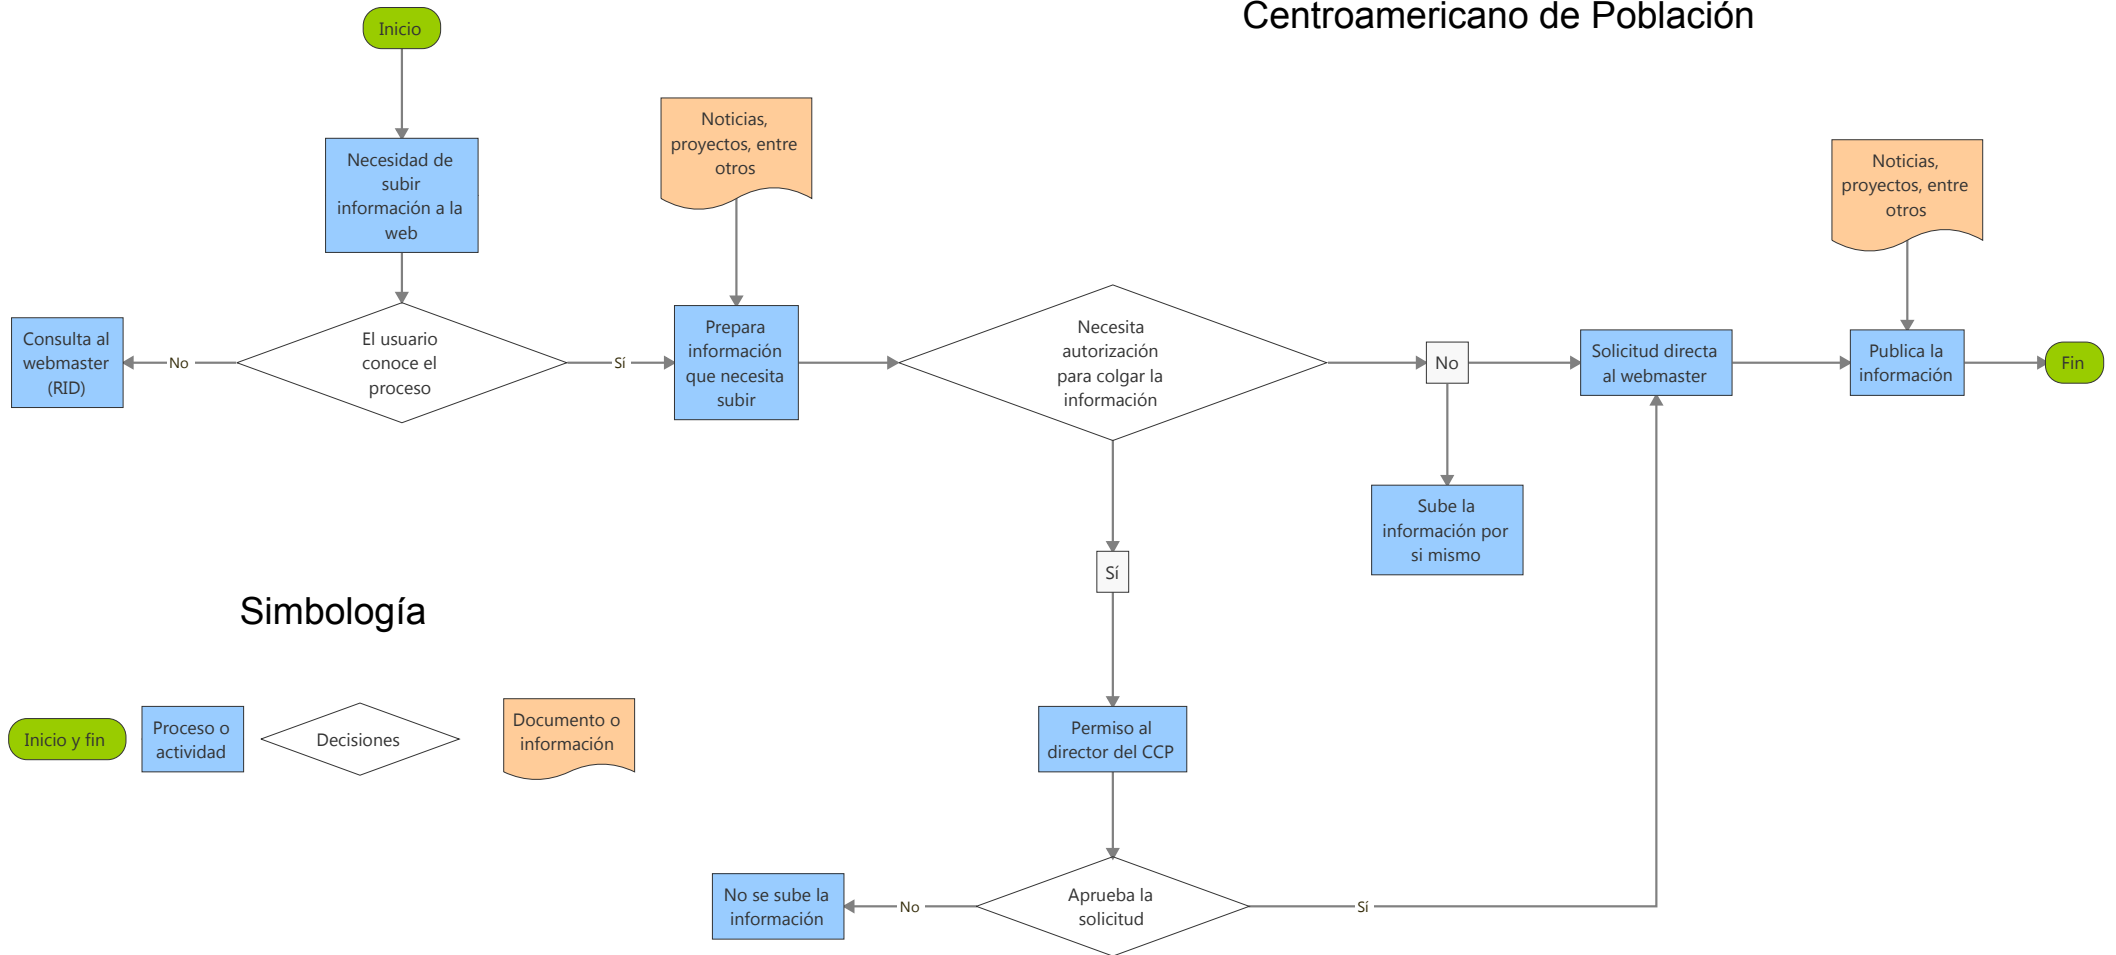 Centroamericano de Población
Inicio
Necesidad de
subir
información a la
web
Noticias,
proyectos, entre
otros
Noticias,
proyectos, entre
otros
Consulta al
webmaster
(RID)
No
El usuario
conoce el
proceso
Sí
Prepara
información
que necesita
subir
Necesita
autorización
para colgar la
información
No
Solicitud directa
al webmaster
Publica la
información
Fin
Sube la
información por
si mismo
Sí
Permiso al
director del CCP
No se sube la
información
No
Aprueba la
solicitud
Sí
Simbología
Inicio y fin
Proceso o
actividad
Decisiones
Documento o
información